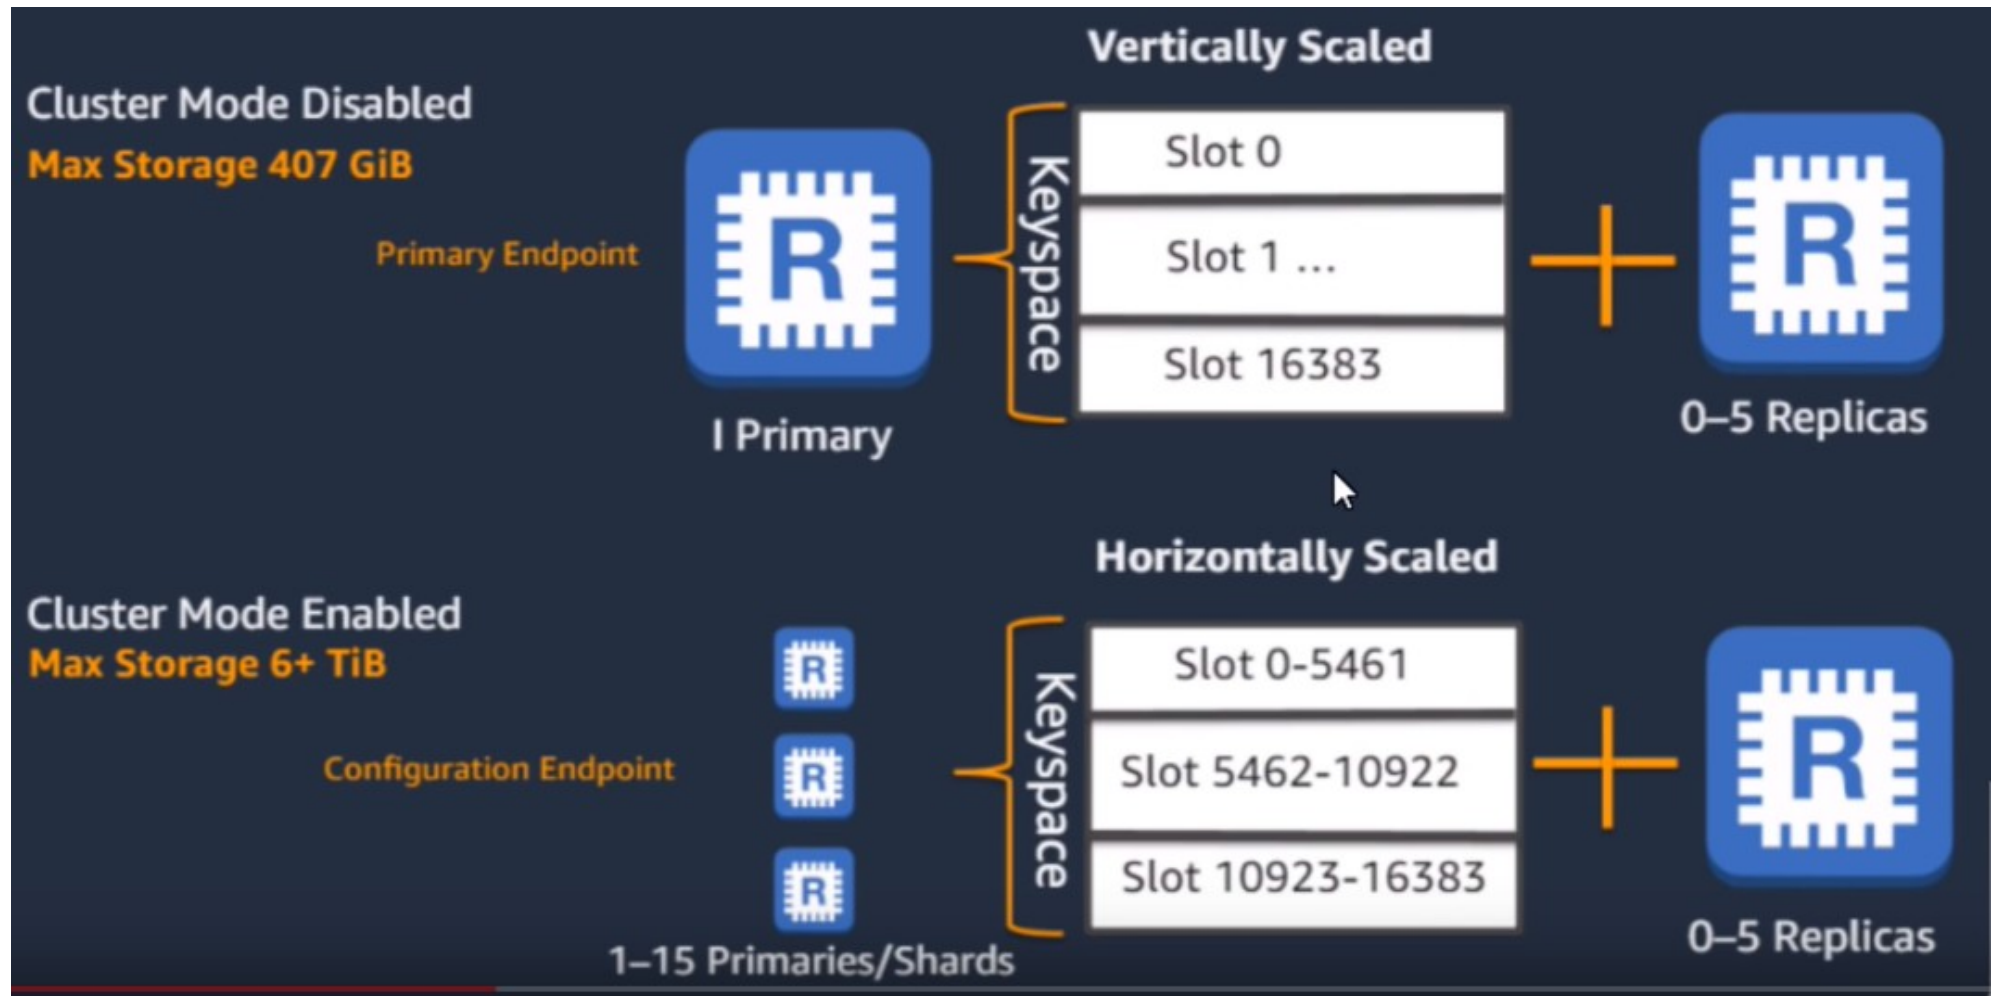 Vertically Scaled
Cluster Mode Disabled
Max Storage 407 GiB
Primary Endpoint
R
I Primary
Keyspace
Slot 0
Slot 1 ...
Slot 16383
R
0–5 Replicas
Horizontally Scaled
Cluster Mode Enabled
Max Storage 6+ TiB
Configuration Endpoint
R
R
R
1–15 Primaries/Shards
Keyspace
Slot 0-5461
Slot 5462-10922
Slot 10923-16383
R
0–5 Replicas